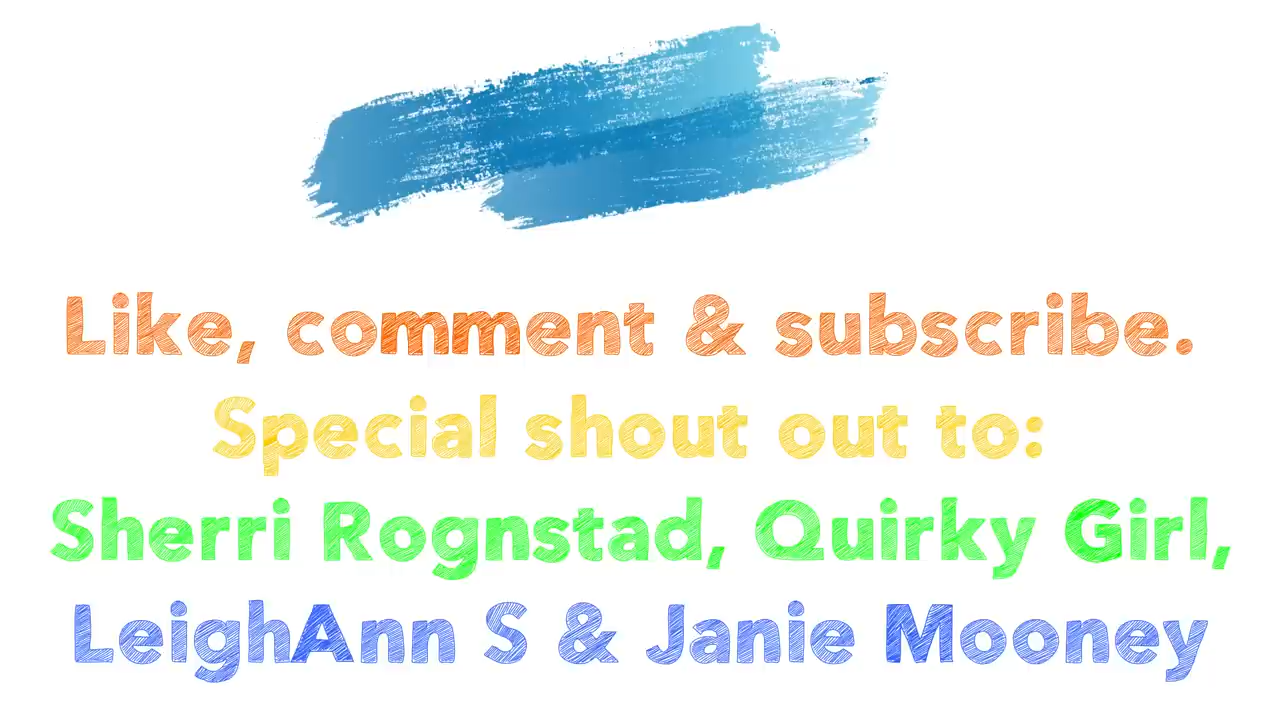 Like, comment & subscribe.
Special shout out to:
Sherri Rognstad, Quirky Girl,
LeighAnn S & Janie Mooney